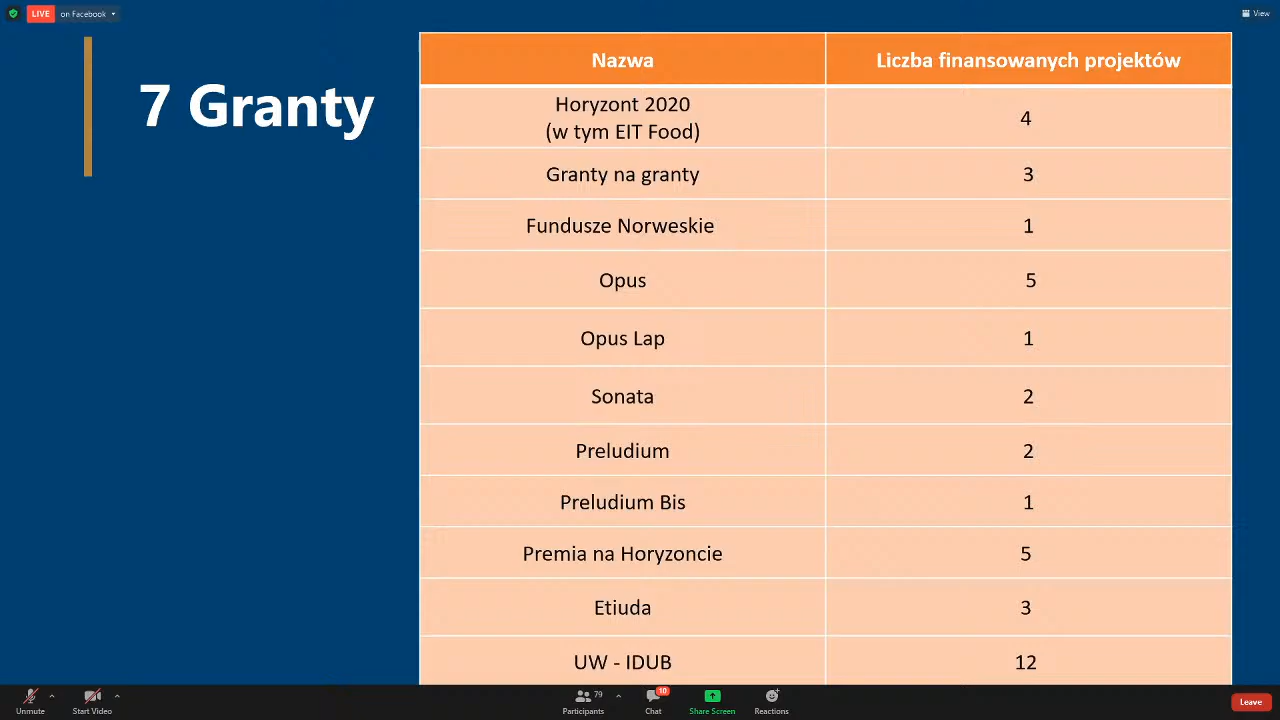 LIVE on Facebook
View
7 Granty
Nazwa Liczba finansowanych projektów
Horyzont 2020
(w tym EIT Food) 4
Granty na granty 3
Fundusze Norweskie 1
Opus 5
Opus Lap 1
Sonata 2
Preludium 2
Preludium Bis 1
Premia na Horyzoncie 5
Etiuda 3
UW - IDUB 12
79
10
Unmute Start Video Participants Chat Share Screen Reactions Leave